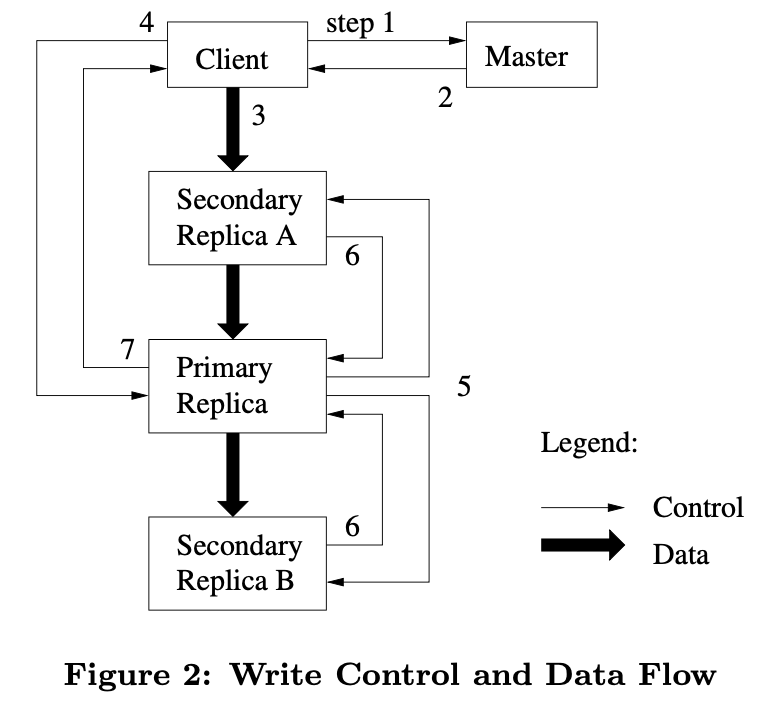 4
step 1
Client
Master
2
3
Secondary
Replica A
6
7
Primary
Replica
5
Legend:
Control
6
Secondary
Replica B
Data
Figure 2: Write Control and Data Flow